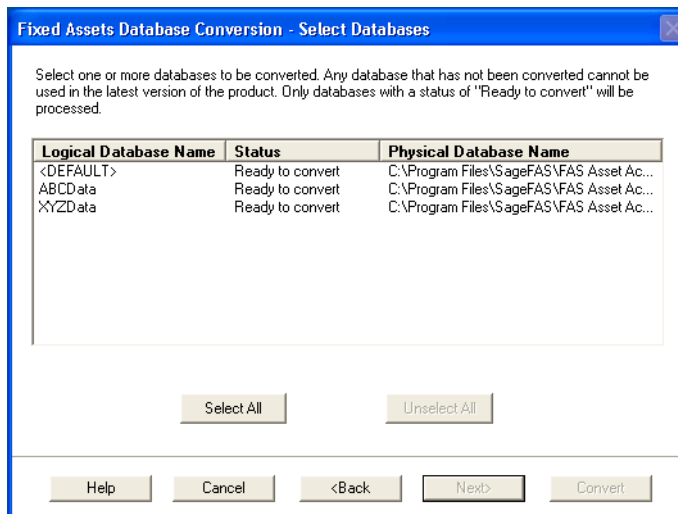 Fixed Assets Database Conversion - Select Databases
Select one or more databases to be converted. Any database that has not been converted cannot be
used in the latest version of the product. Only databases with a status of "Ready to convert" will be
processed.
Logical Database Name Status Physical Database Name
<DEFAULT> Ready to convert C:\Program Files\SageFAS\FAS Asset Ac...
ABCData Ready to convert C:\Program Files\SageFAS\FAS Asset Ac...
XYZData Ready to convert C:\Program Files\SageFAS\FAS Asset Ac...
Select All Unselect All
Help Cancel <Back Next> Convert